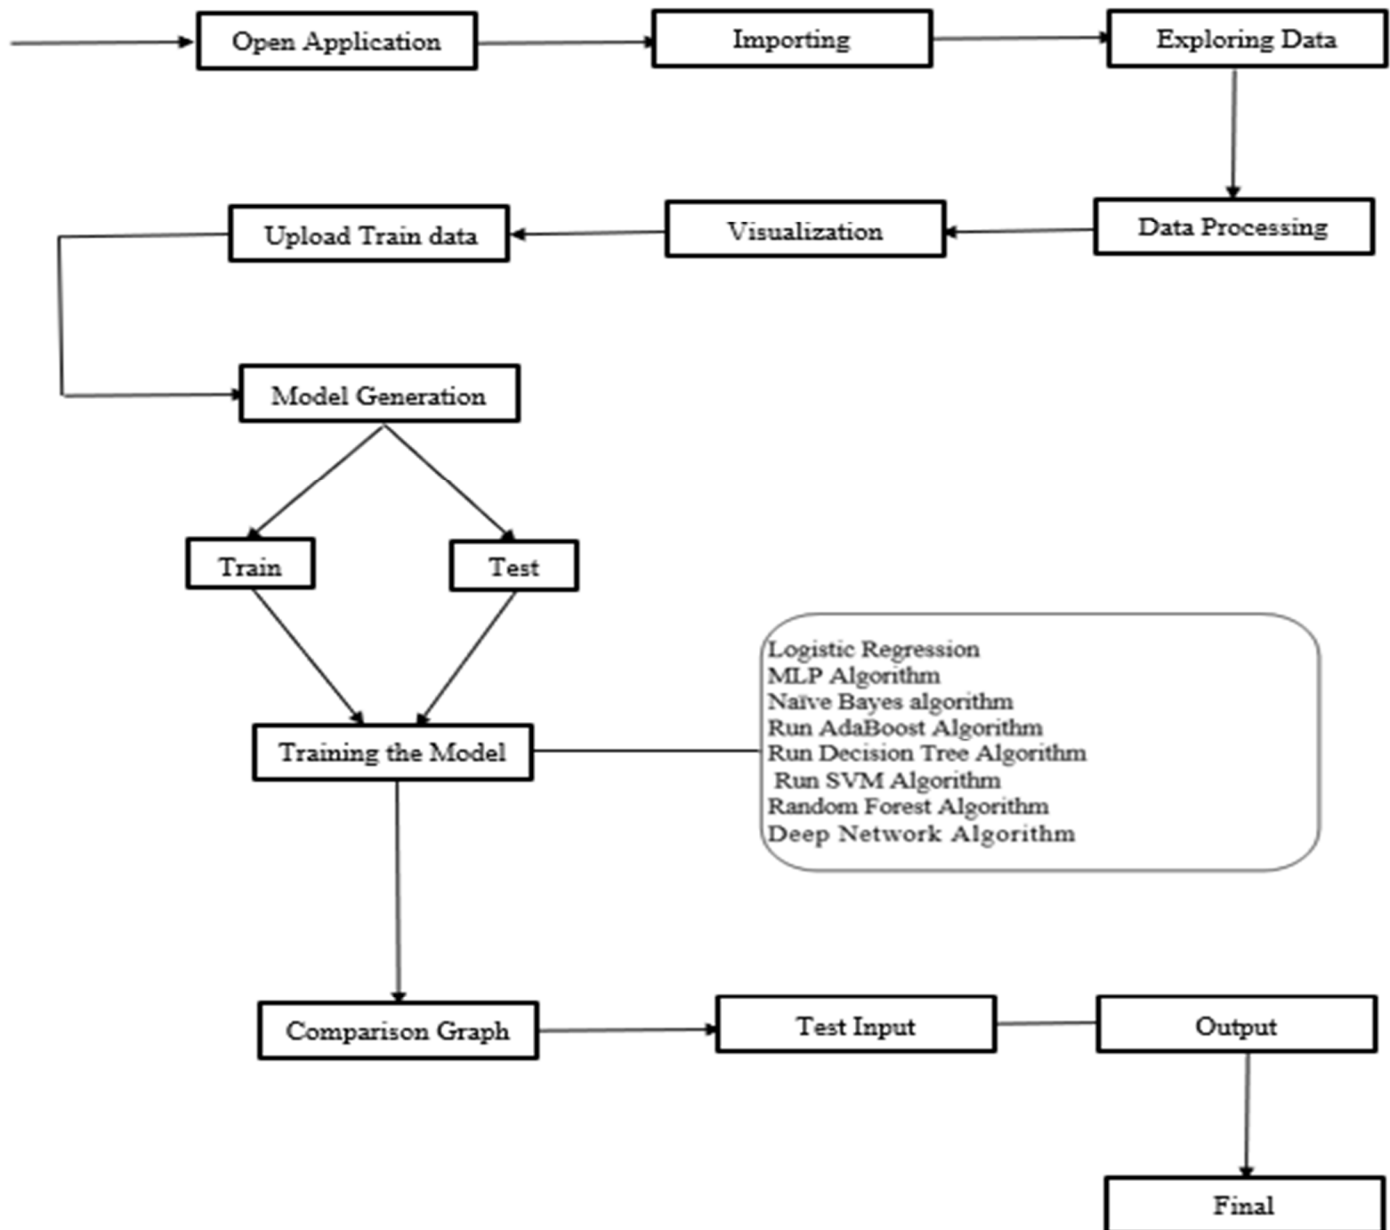 Open Application
Importing
Exploring Data
Data Processing
Visualization
Upload Train data
Model Generation
Train
Test
Training the Model
Logistic Regression
MLP Algorithm
Naïve Bayes algorithm
Run AdaBoost Algorithm
Run Decision Tree Algorithm
Run SVM Algorithm
Random Forest Algorithm
Deep Network Algorithm
Comparison Graph
Test Input
Output
Final